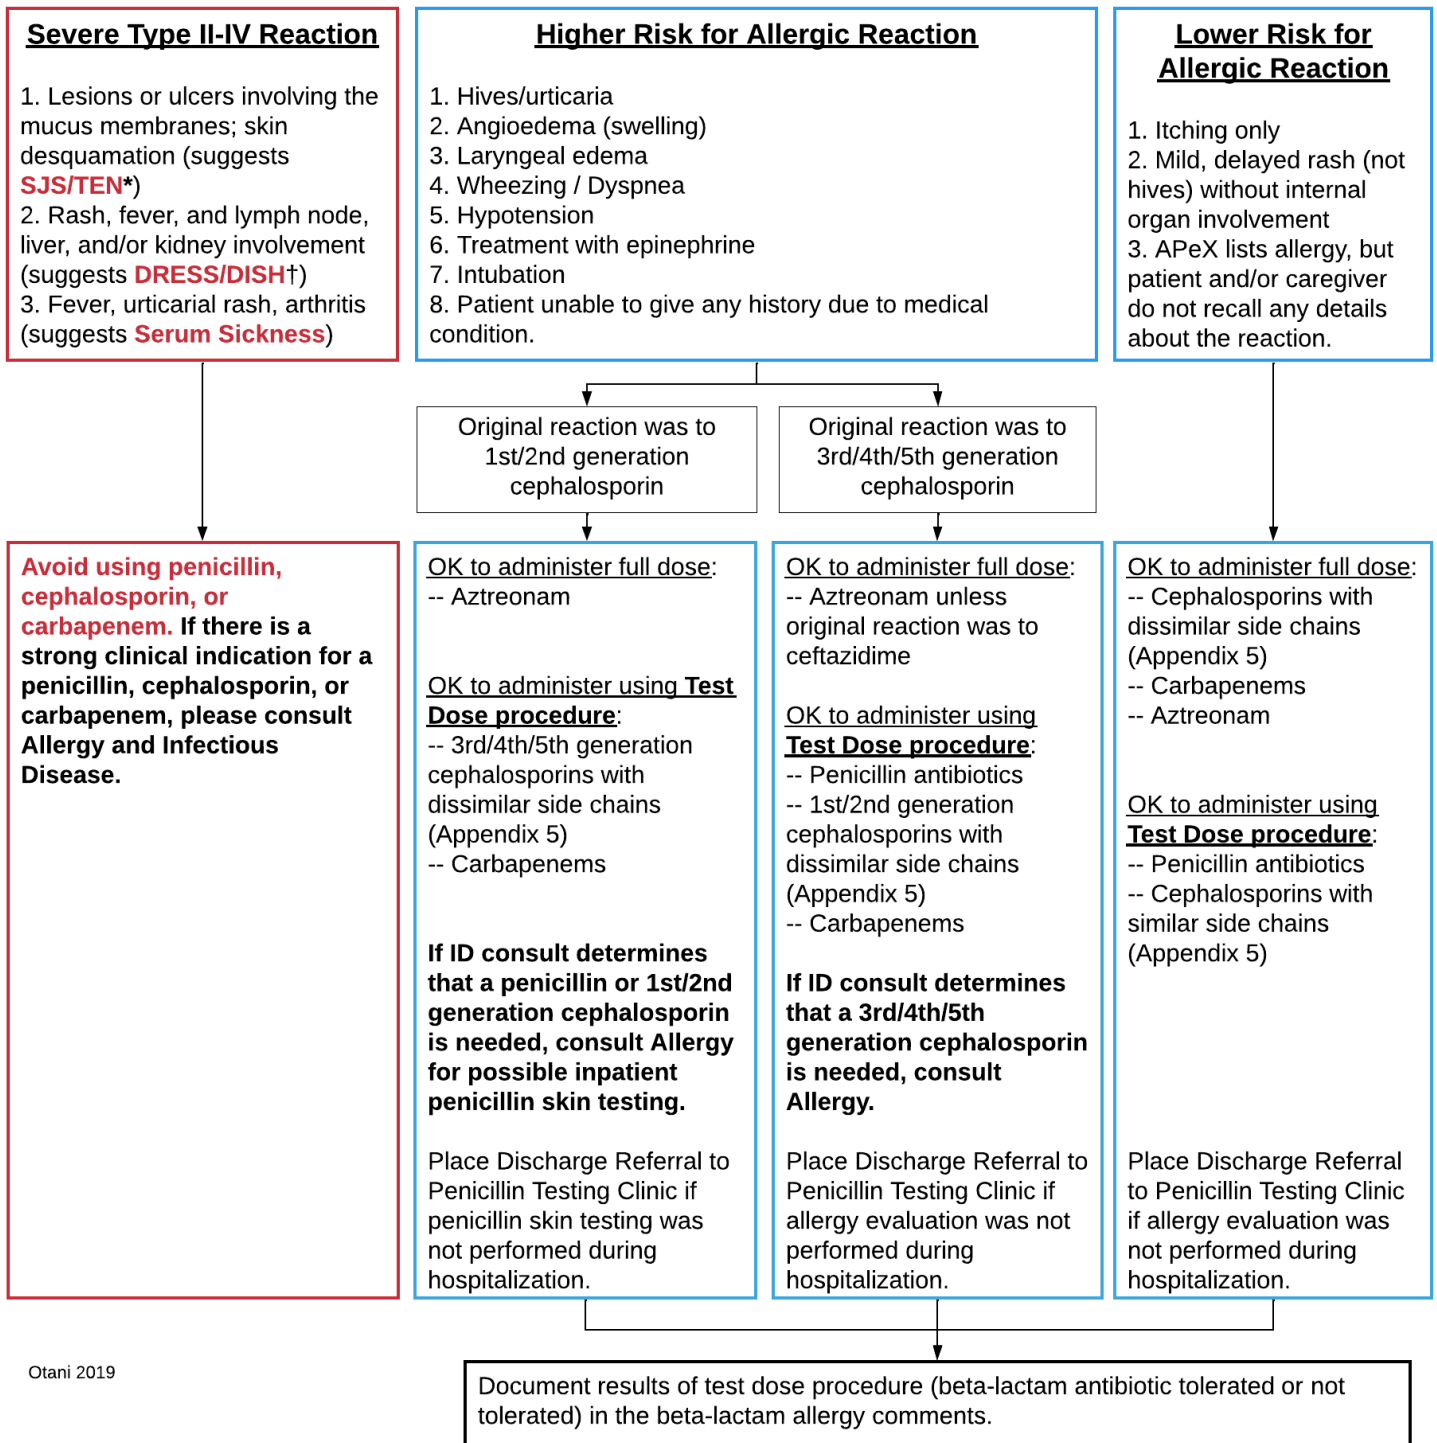 Severe Type II-IV Reaction
1. Lesions or ulcers involving the
mucus membranes; skin
desquamation (suggests
SJS/TEN*)
2. Rash, fever, and lymph node,
liver, and/or kidney involvement
(suggests DRESS/DISH†)
3. Fever, urticarial rash, arthritis
(suggests Serum Sickness)
Higher Risk for Allergic Reaction
1. Hives/urticaria
2. Angioedema (swelling)
3. Laryngeal edema
4. Wheezing / Dyspnea
5. Hypotension
6. Treatment with epinephrine
7. Intubation
8. Patient unable to give any history due to medical
condition.
Lower Risk for
Allergic Reaction
1. Itching only
2. Mild, delayed rash (not
hives) without internal
organ involvement
3. APeX lists allergy, but
patient and/or caregiver
do not recall any details
about the reaction.
Original reaction was to
1st/2nd generation
cephalosporin
Original reaction was to
3rd/4th/5th generation
cephalosporin
Avoid using penicillin,
cephalosporin, or
carbapenem. If there is a
strong clinical indication for a
penicillin, cephalosporin, or
carbapenem, please consult
Allergy and Infectious
Disease.
OK to administer full dose:
-- Aztreonam
OK to administer using Test
Dose procedure:
-- 3rd/4th/5th generation
cephalosporins with
dissimilar side chains
(Appendix 5)
-- Carbapenems
If ID consult determines
that a penicillin or 1st/2nd
generation cephalosporin
is needed, consult Allergy
for possible inpatient
penicillin skin testing.
Place Discharge Referral to
Penicillin Testing Clinic if
penicillin skin testing was
not performed during
hospitalization.
OK to administer full dose:
-- Aztreonam unless
original reaction was to
ceftazidime
OK to administer using
Test Dose procedure:
-- Penicillin antibiotics
-- 1st/2nd generation
cephalosporins with
dissimilar side chains
(Appendix 5)
-- Carbapenems
If ID consult determines
that a 3rd/4th/5th
generation cephalosporin
is needed, consult
Allergy.
Place Discharge Referral to
Penicillin Testing Clinic if
allergy evaluation was not
performed during
hospitalization.
OK to administer full dose:
-- Cephalosporins with
dissimilar side chains
(Appendix 5)
-- Carbapenems
-- Aztreonam
OK to administer using
Test Dose procedure:
-- Penicillin antibiotics
-- Cephalosporins with
similar side chains
(Appendix 5)
Place Discharge Referral
to Penicillin Testing Clinic
if allergy evaluation was
not performed during
hospitalization.
Otani 2019
Document results of test dose procedure (beta-lactam antibiotic tolerated or not
tolerated) in the beta-lactam allergy comments.